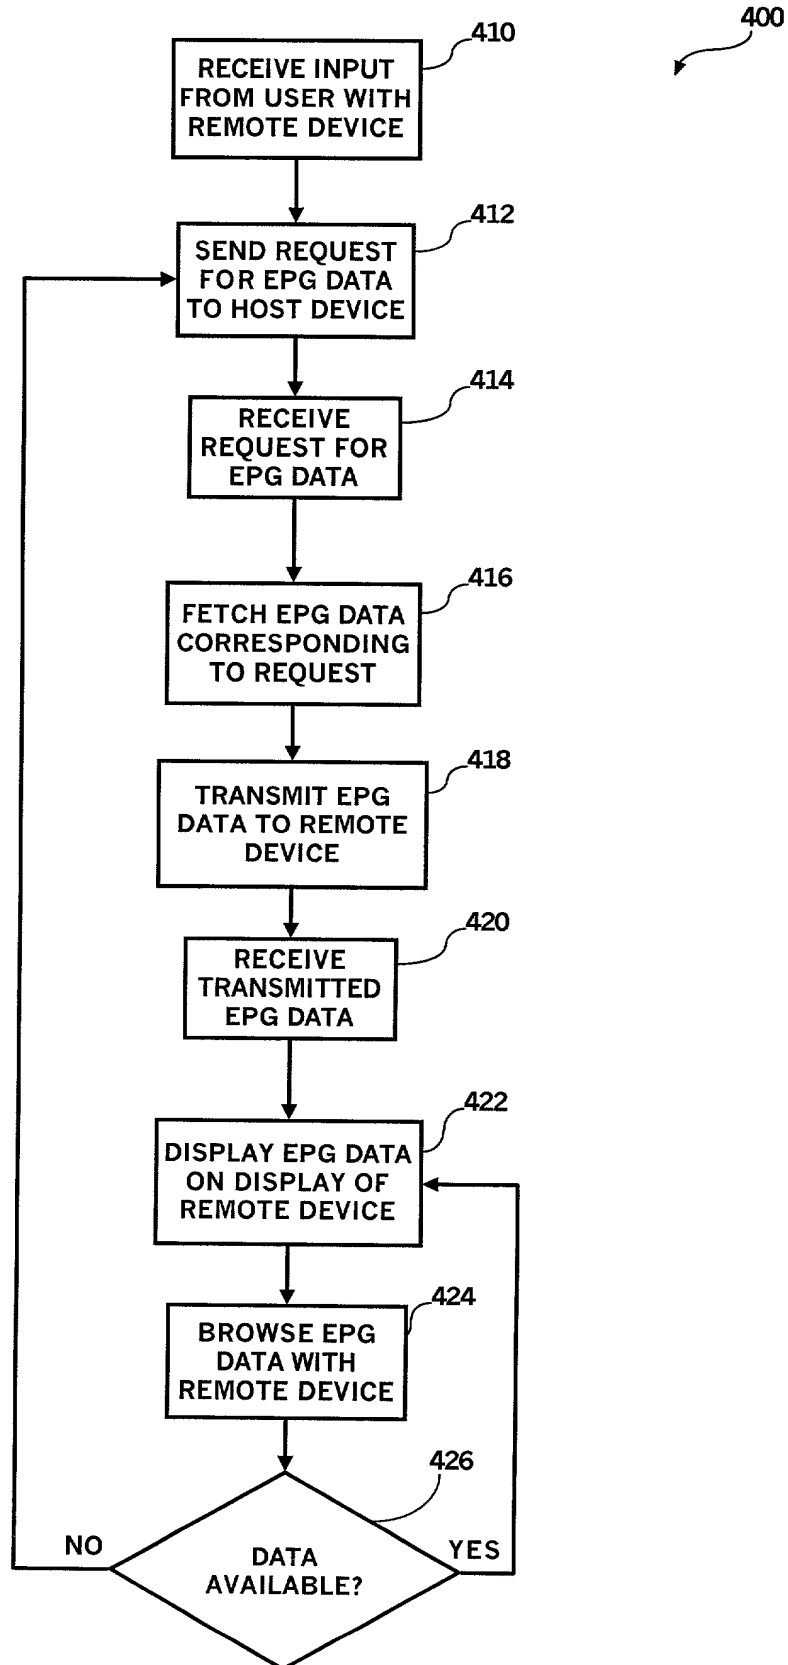 400
410
RECEIVE INPUT
FROM USER WITH
REMOTE DEVICE
412
SEND REQUEST
FOR EPG DATA
TO HOST DEVICE
414
RECEIVE
REQUEST FOR
EPG DATA
416
FETCH EPG DATA
CORRESPONDING
TO REQUEST
418
TRANSMIT EPG
DATA TO REMOTE
DEVICE
420
RECEIVE
TRANSMITTED
EPG DATA
422
DISPLAY EPG DATA
ON DISPLAY OF
REMOTE DEVICE
424
BROWSE EPG
DATA WITH
REMOTE DEVICE
426
NO
YES
DATA
AVAILABLE?